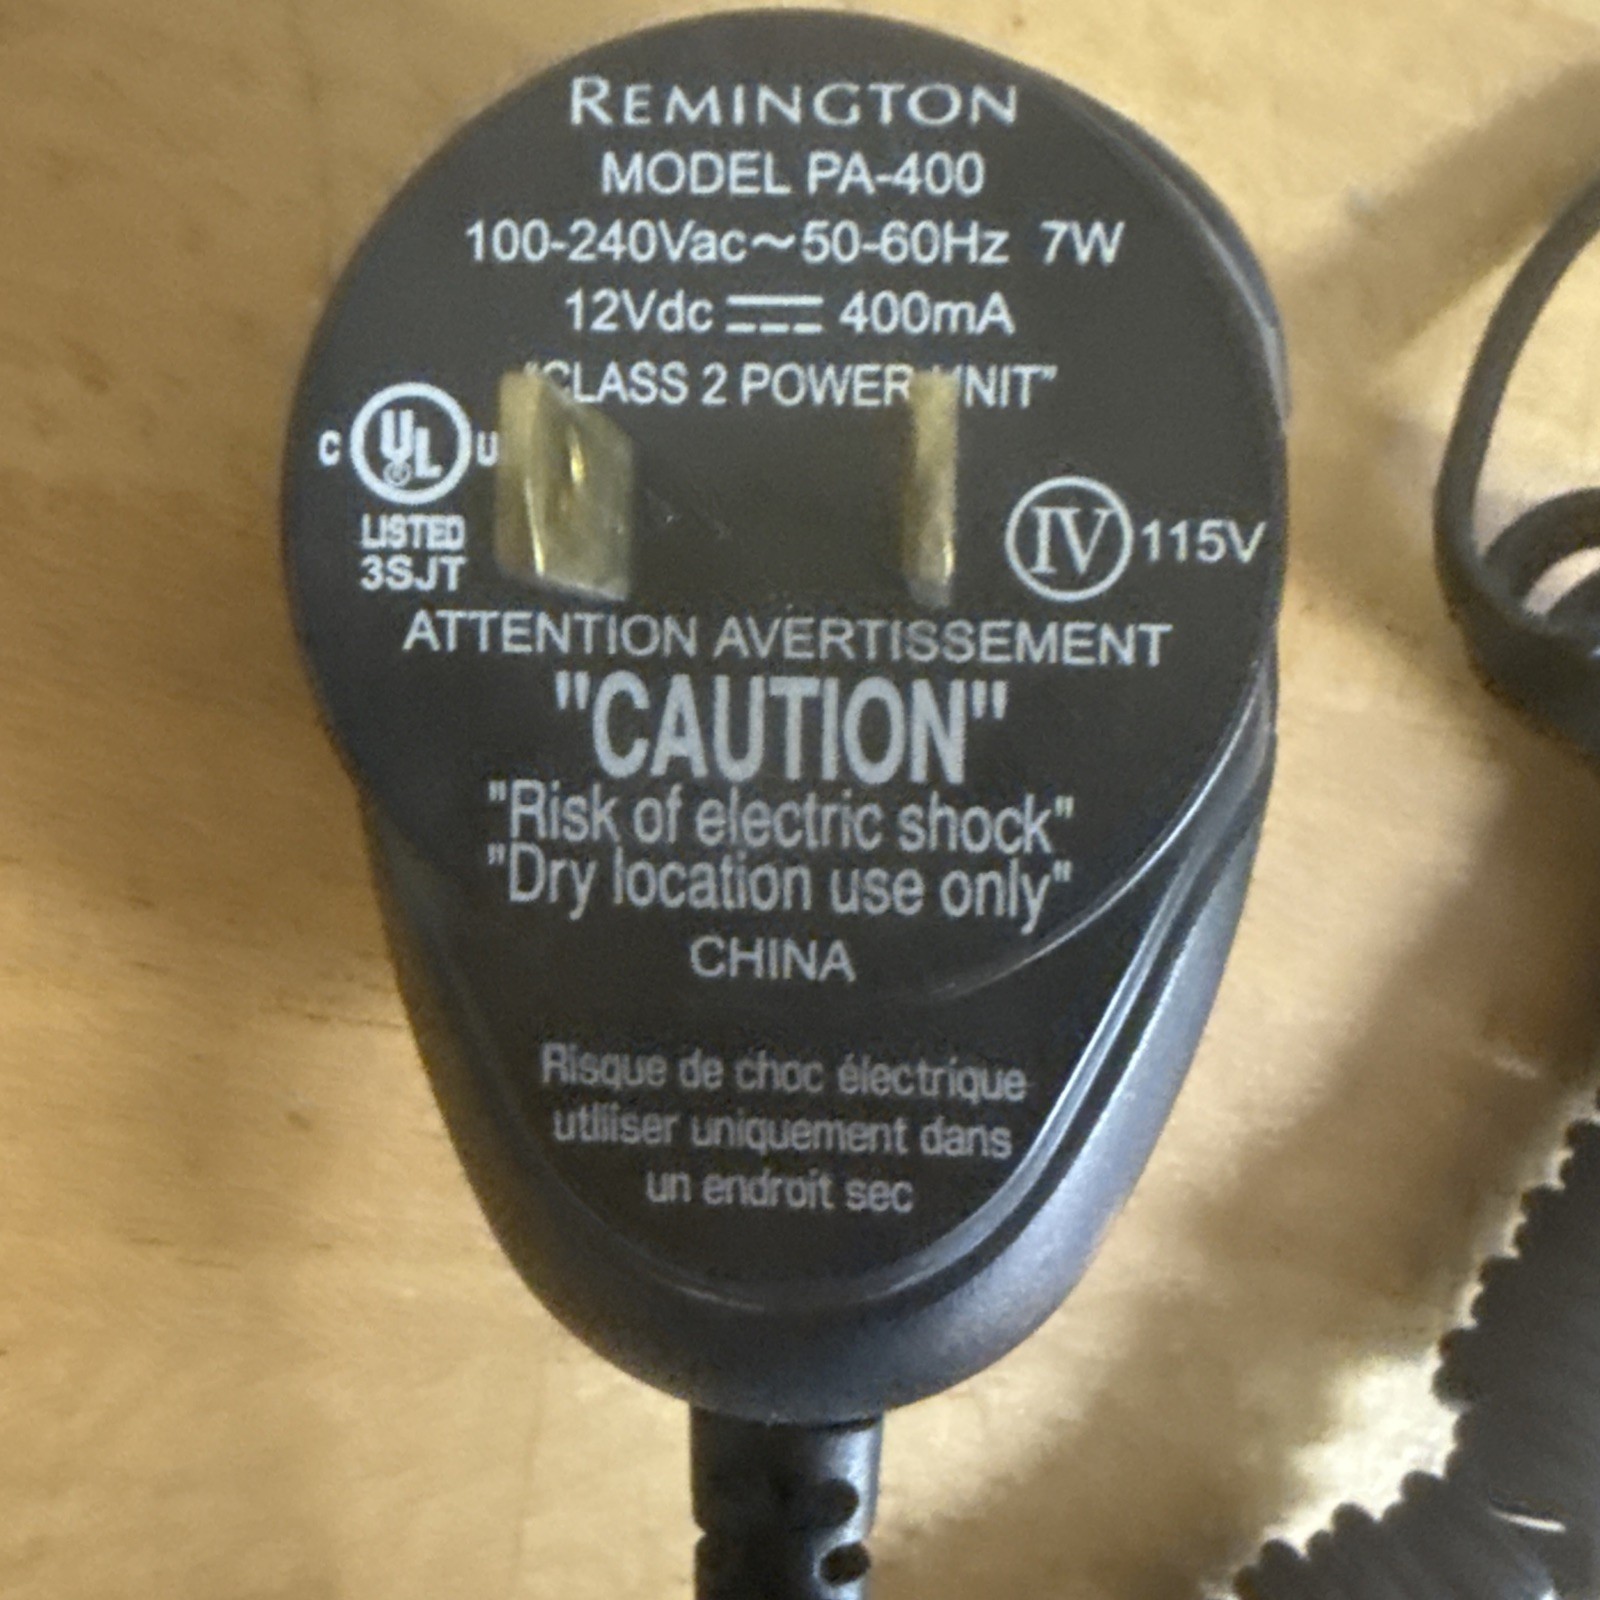 REMINGTON
MODEL PA-400
100-240Vac~50-60Hz 7W
12Vdc ⎓ 400mA
"CLASS 2 POWER UNIT"
C UL U
LISTED
3SJT
IV 115V
ATTENTION AVERTISSEMENT
"CAUTION"
"Risk of electric shock"
"Dry location use only"
CHINA
Risque de choc électrique
utiliser uniquement dans
un endroit sec